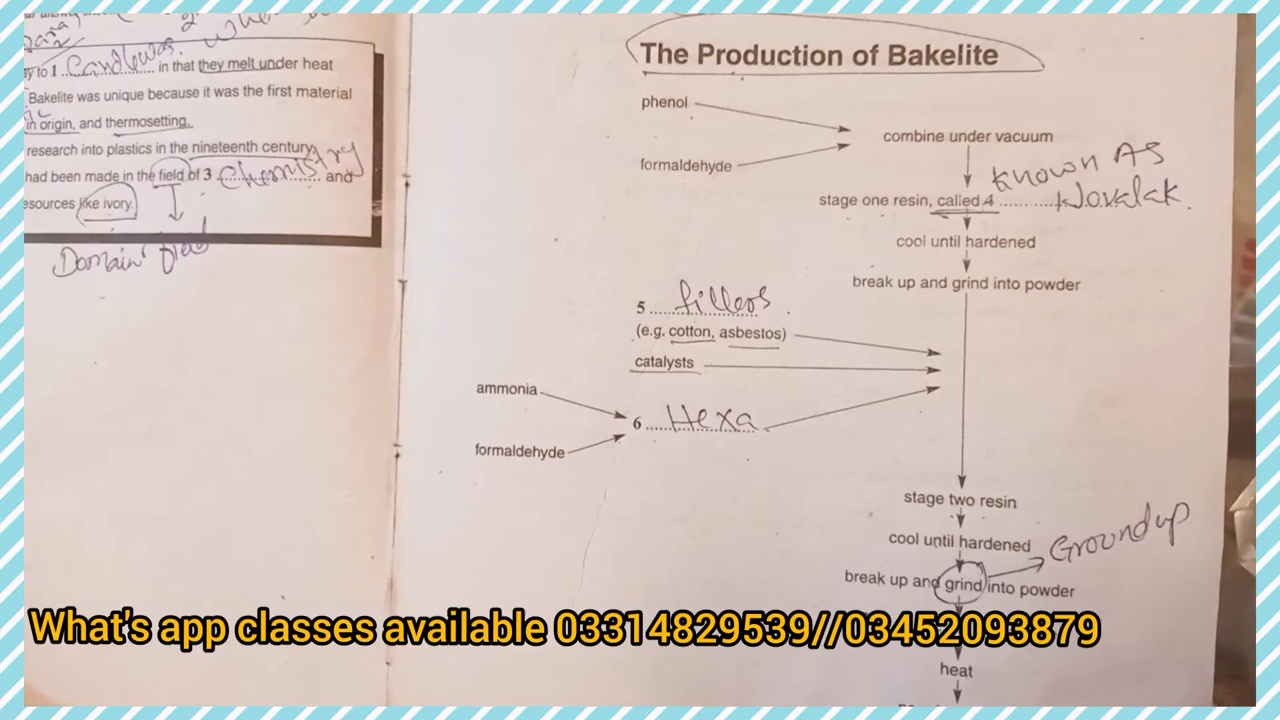 y to 1 Candlewax. in that they melt under heat
Bakelite was unique because it was the first material
in origin, and thermosetting.
research into plastics in the nineteenth century,
had been made in the field of 3 Chemistry and
esources like ivory.
Domain field
The Production of Bakelite
phenol
formaldehyde
combine under vacuum
Known As
stage one resin, called 4 ............ Novalak.
cool until hardened
break up and grind into powder
5 fillers
(e.g. cotton, asbestos)
catalysts
ammonia
6 Hexa
formaldehyde
stage two resin
cool until hardened
Ground up
break up and grind into powder
What's app classes available 03314829539//03452093879
heat